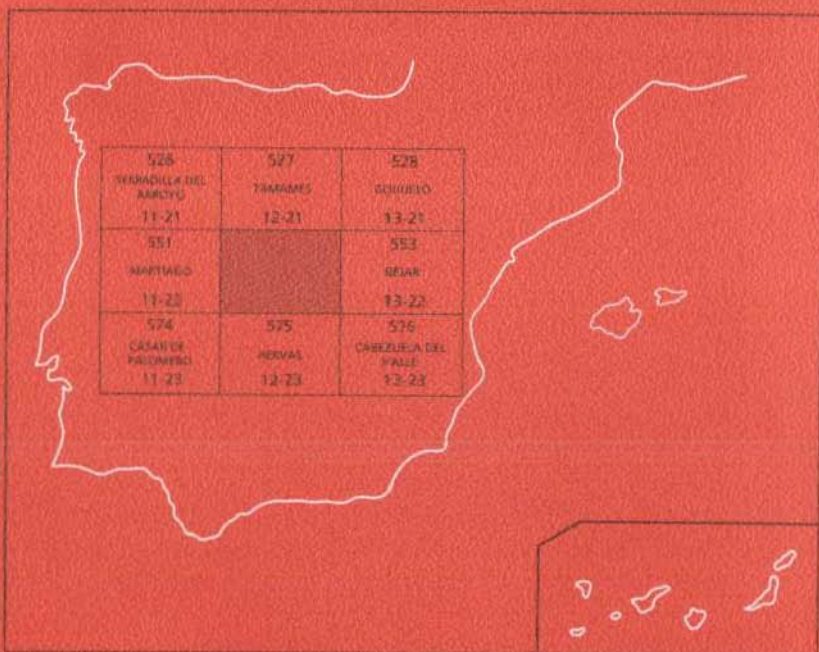 526
SERRADILLA DEL
ARROYO
11-21
527
TAMAMES
12-21
528
GUIJUELO
13-21
551
MARTIAGO
11-22
553
BEJAR
13-22
574
CASAR DE
PALOMERO
11-23
575
HERVAS
12-23
576
CABEZUELA DEL
VALLE
13-23